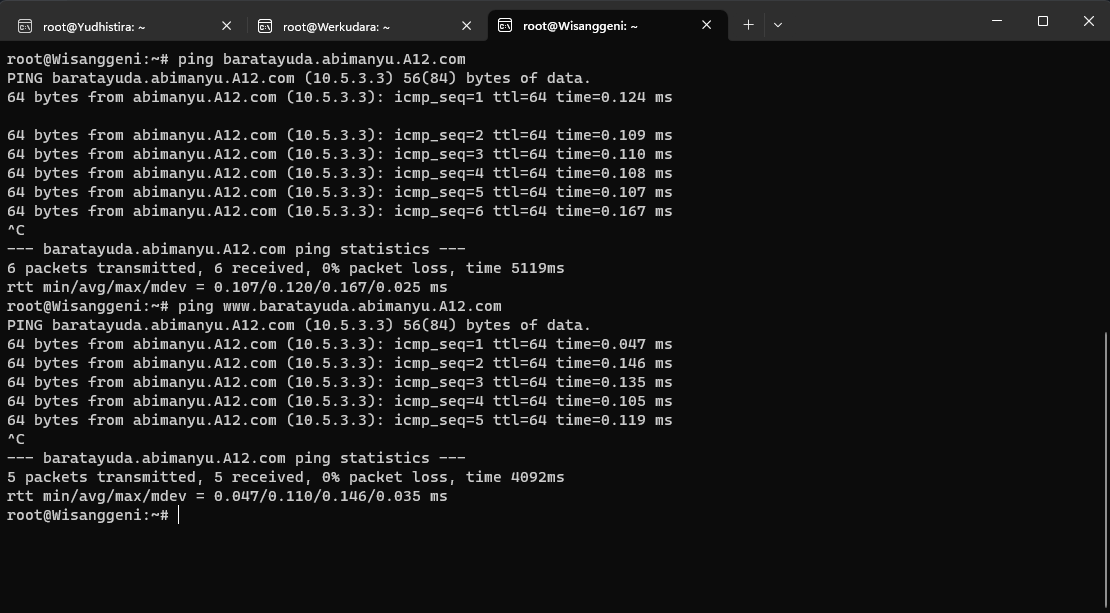 root@Yudhistira: ~
root@Werkudara: ~
root@Wisanggeni: ~
root@Wisanggeni:~# ping baratayuda.abimanyu.A12.com
PING baratayuda.abimanyu.A12.com (10.5.3.3) 56(84) bytes of data.
64 bytes from abimanyu.A12.com (10.5.3.3): icmp_seq=1 ttl=64 time=0.124 ms
64 bytes from abimanyu.A12.com (10.5.3.3): icmp_seq=2 ttl=64 time=0.109 ms
64 bytes from abimanyu.A12.com (10.5.3.3): icmp_seq=3 ttl=64 time=0.110 ms
64 bytes from abimanyu.A12.com (10.5.3.3): icmp_seq=4 ttl=64 time=0.108 ms
64 bytes from abimanyu.A12.com (10.5.3.3): icmp_seq=5 ttl=64 time=0.107 ms
64 bytes from abimanyu.A12.com (10.5.3.3): icmp_seq=6 ttl=64 time=0.167 ms
^C
--- baratayuda.abimanyu.A12.com ping statistics ---
6 packets transmitted, 6 received, 0% packet loss, time 5119ms
rtt min/avg/max/mdev = 0.107/0.120/0.167/0.025 ms
root@Wisanggeni:~# ping www.baratayuda.abimanyu.A12.com
PING baratayuda.abimanyu.A12.com (10.5.3.3) 56(84) bytes of data.
64 bytes from abimanyu.A12.com (10.5.3.3): icmp_seq=1 ttl=64 time=0.047 ms
64 bytes from abimanyu.A12.com (10.5.3.3): icmp_seq=2 ttl=64 time=0.146 ms
64 bytes from abimanyu.A12.com (10.5.3.3): icmp_seq=3 ttl=64 time=0.135 ms
64 bytes from abimanyu.A12.com (10.5.3.3): icmp_seq=4 ttl=64 time=0.105 ms
64 bytes from abimanyu.A12.com (10.5.3.3): icmp_seq=5 ttl=64 time=0.119 ms
^C
--- baratayuda.abimanyu.A12.com ping statistics ---
5 packets transmitted, 5 received, 0% packet loss, time 4092ms
rtt min/avg/max/mdev = 0.047/0.110/0.146/0.035 ms
root@Wisanggeni:~#